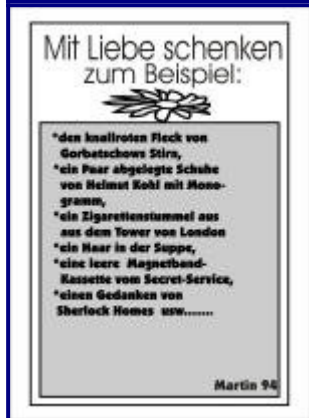 Mit Liebe schenken
zum Beispiel:
*den knallroten Fleck von
Gorbatschows Stirn,
*ein Paar abgelegte Schuhe
von Helmut Kohl mit Mono-
gramm,
*ein Zigarettenstummel aus
aus dem Tower von London
*ein Haar in der Suppe,
*eine leere Magnetband-
Kassette vom Secret-Service,
*einen Gedanken von
Sherlock Homes usw.......
Martin 94